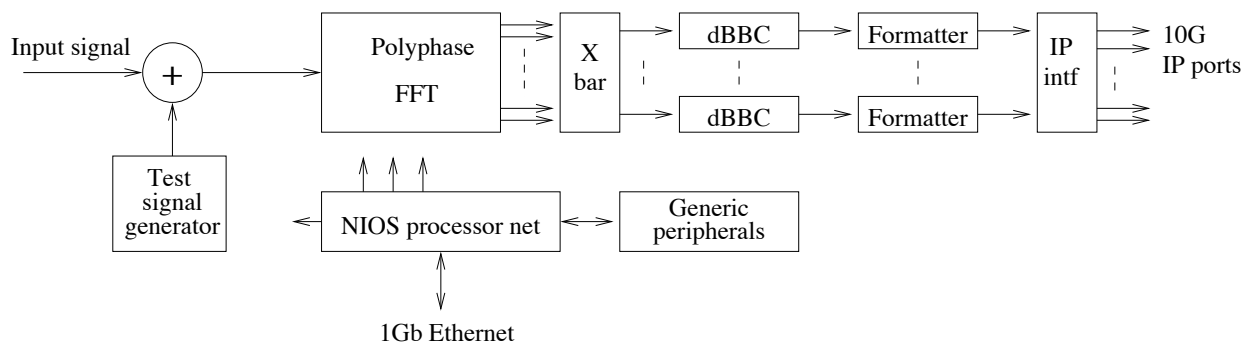 Input signal
+
Test
signal
generator
Polyphase
FFT
X
bar
dBBC
dBBC
Formatter
Formatter
IP
intf
10G
IP ports
NIOS processor net
Generic
peripherals
1Gb Ethernet